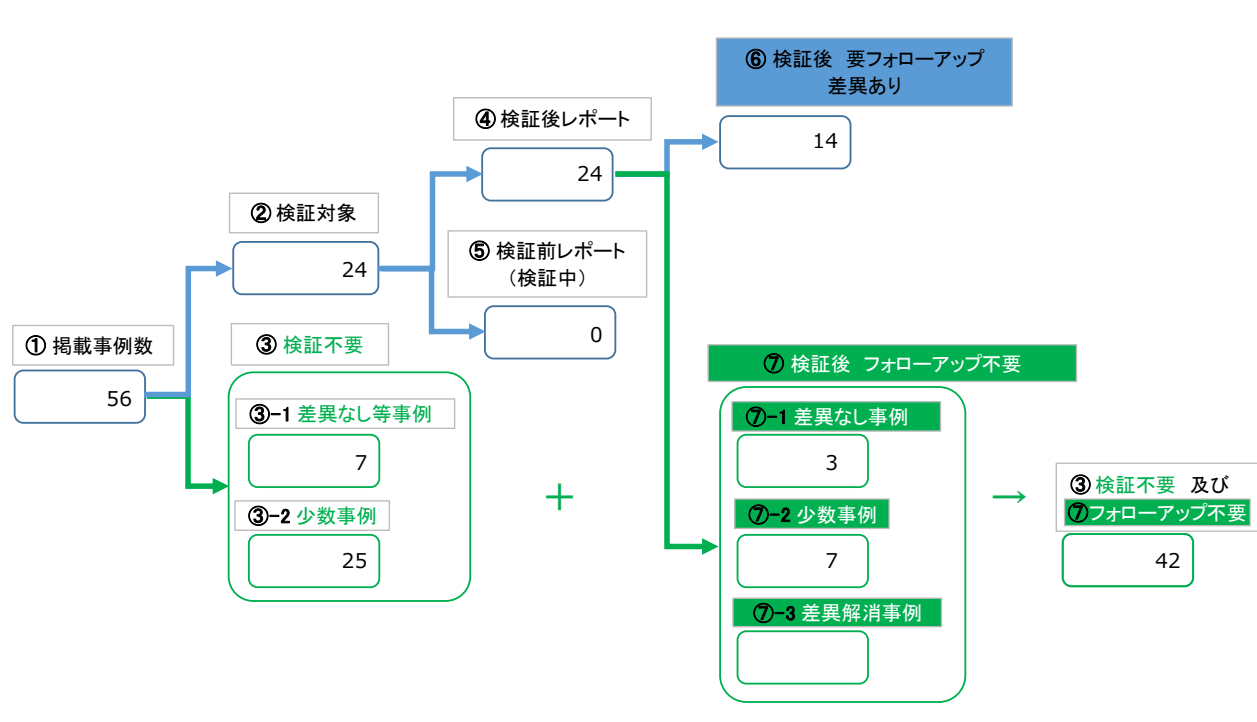 ① 掲載事例数
56
② 検証対象
24
③ 検証不要
③-1 差異なし等事例
7
③-2 少数事例
25
④ 検証後レポート
24
⑤ 検証前レポート
（検証中）
0
⑥ 検証後　要フォローアップ
差異あり
14
＋
⑦ 検証後　フォローアップ不要
⑦-1 差異なし事例
3
⑦-2 少数事例
7
⑦-3 差異解消事例
→
③ 検証不要　及び
⑦フォローアップ不要
42